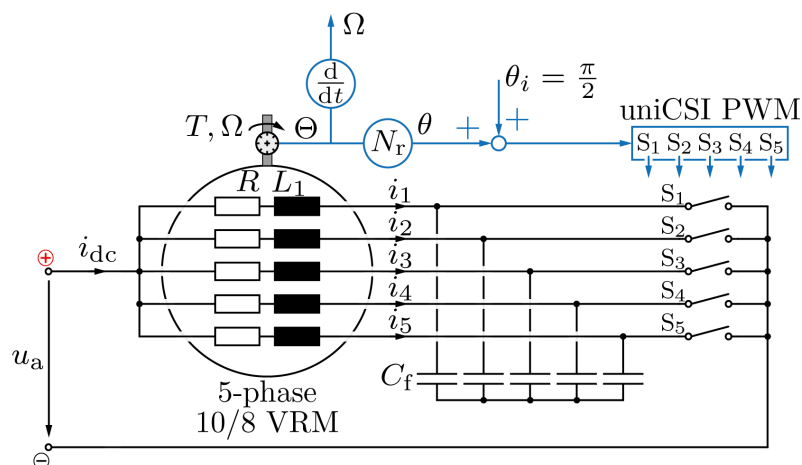 Ω
d/dt
θ_i = π/2
uniCSI PWM
T, Ω Θ N_r θ + +
S_1 S_2 S_3 S_4 S_5
R L_1 i_1 S_1
i_2 S_2
i_dc i_3 S_3
i_4 S_4
i_5 S_5
+
u_a
C_f
5-phase
10/8 VRM
−